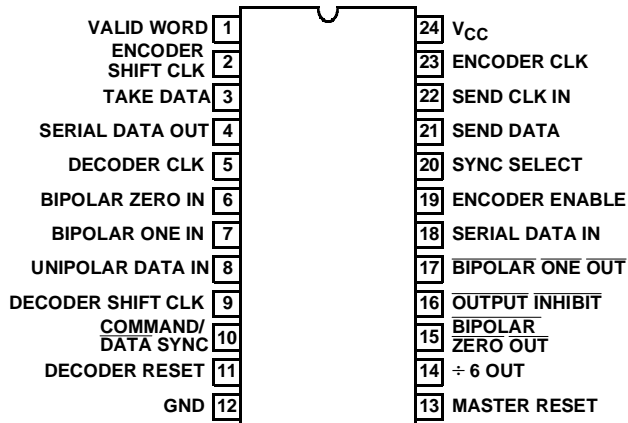 VALID WORD 1
ENCODER
SHIFT CLK 2
TAKE DATA 3
SERIAL DATA OUT 4
DECODER CLK 5
BIPOLAR ZERO IN 6
BIPOLAR ONE IN 7
UNIPOLAR DATA IN 8
DECODER SHIFT CLK 9
COMMAND/
DATA SYNC 10
DECODER RESET 11
GND 12
24 VCC
23 ENCODER CLK
22 SEND CLK IN
21 SEND DATA
20 SYNC SELECT
19 ENCODER ENABLE
18 SERIAL DATA IN
17 BIPOLAR ONE OUT
16 OUTPUT INHIBIT
15 BIPOLAR
ZERO OUT
14 ÷ 6 OUT
13 MASTER RESET